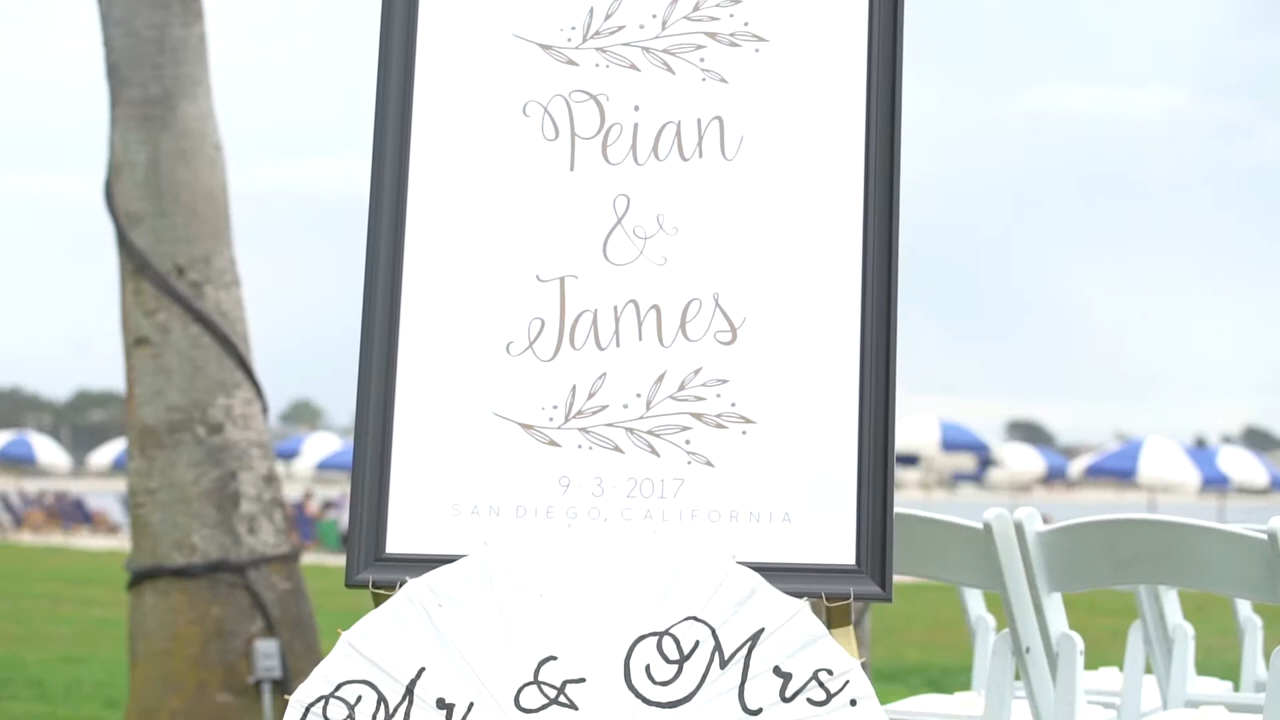 Peian
&
James
9·3·2017
SAN DIEGO, CALIFORNIA
Mr. & Mrs.